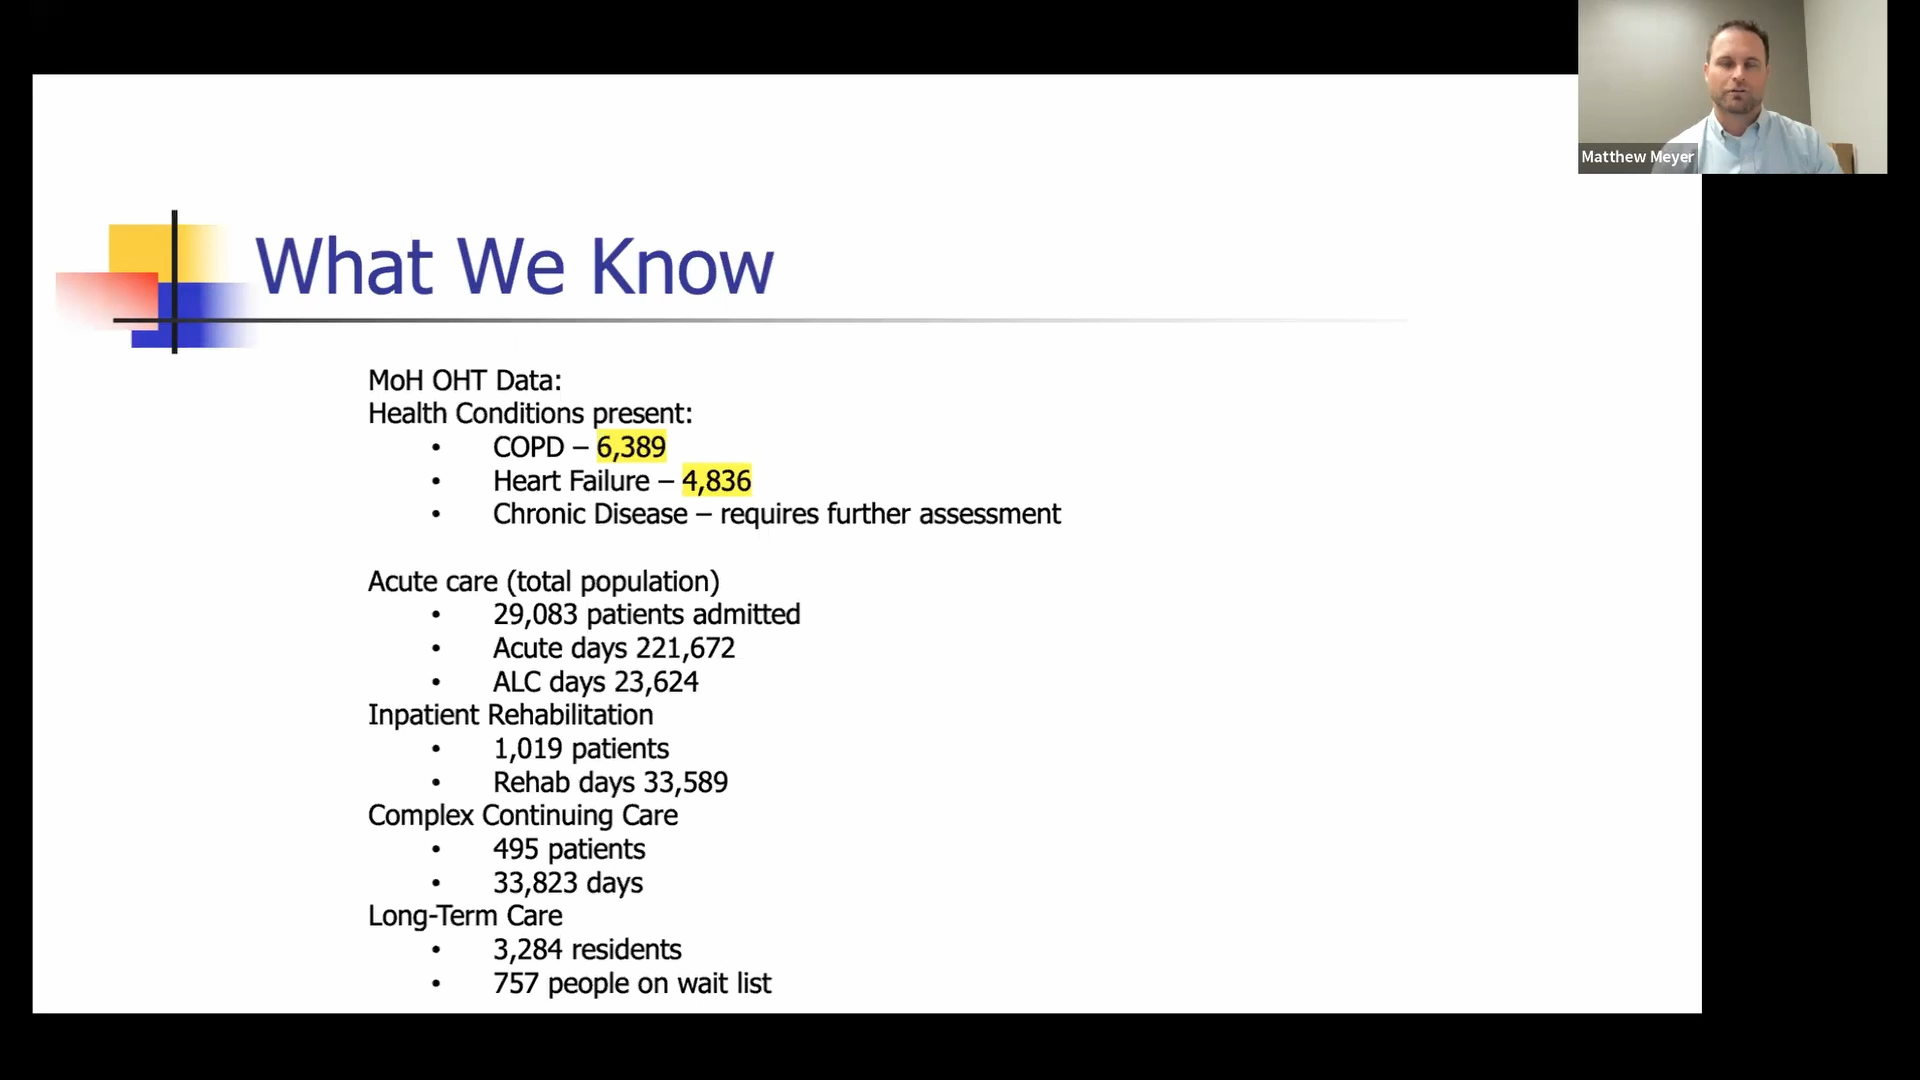 Matthew Meyer
What We Know
MoH OHT Data:
Health Conditions present:
• COPD – 6,389
• Heart Failure – 4,836
• Chronic Disease – requires further assessment
Acute care (total population)
• 29,083 patients admitted
• Acute days 221,672
• ALC days 23,624
Inpatient Rehabilitation
• 1,019 patients
• Rehab days 33,589
Complex Continuing Care
• 495 patients
• 33,823 days
Long-Term Care
• 3,284 residents
• 757 people on wait list